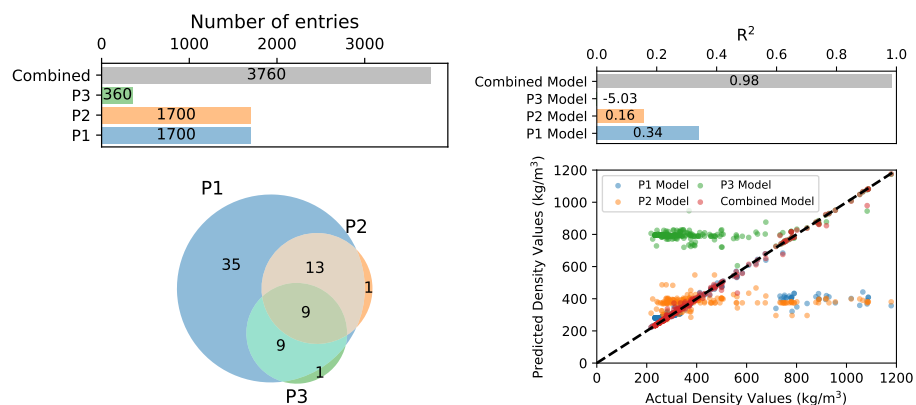 Number of entries
0 1000 2000 3000
Combined 3760
P3 360
P2 1700
P1 1700
P1
P2
35
13
1
9
9
1
P3
R²
0.0 0.2 0.4 0.6 0.8 1.0
Combined Model 0.98
P3 Model -5.03
P2 Model 0.16
P1 Model 0.34
Predicted Density Values (kg/m³)
1200
1000
800
600
400
200
0
P1 Model P3 Model
P2 Model Combined Model
0 200 400 600 800 1000 1200
Actual Density Values (kg/m³)